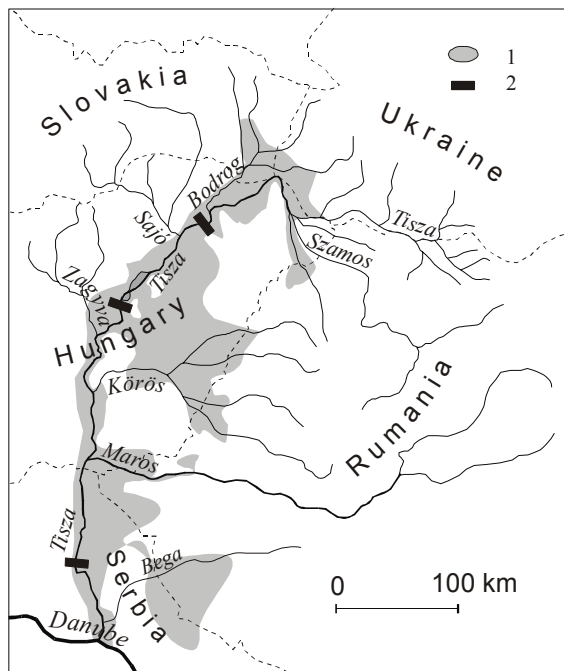 1
2
Slovakia
Ukraine
Bodrog
Sajó
Tisza
Tisza
Szamos
Zagyva
Hungary
Körös
Rumania
Maros
Tisza
Serbia
Bega
Danube
0 100 km